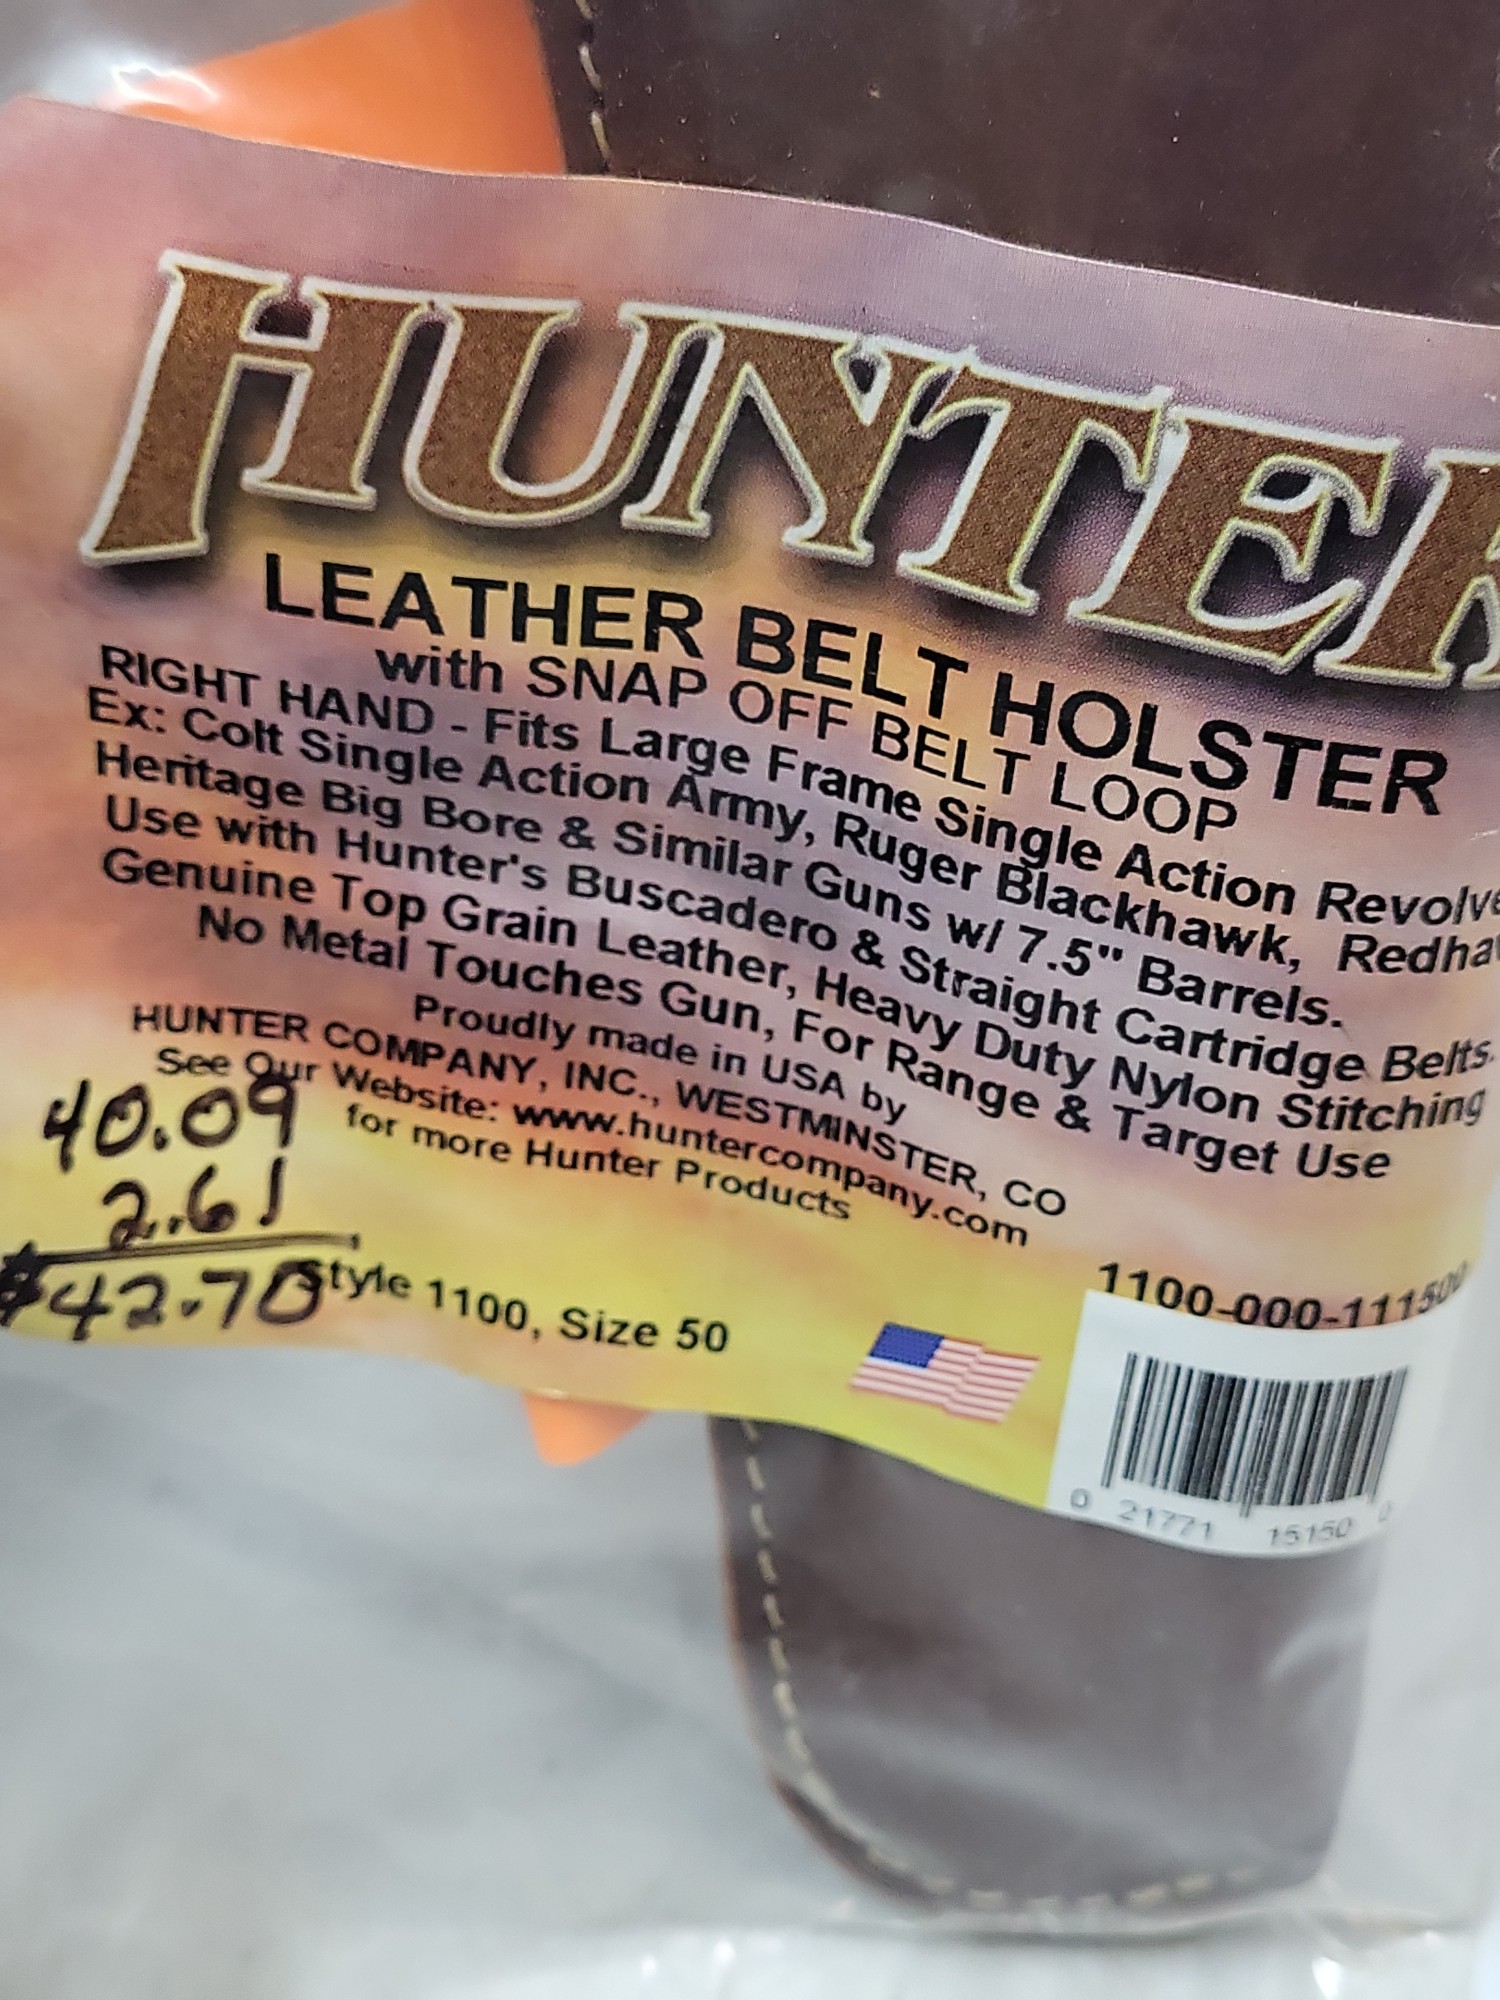 HUNTER
LEATHER BELT HOLSTER
with SNAP OFF BELT LOOP
RIGHT HAND - Fits Large Frame Single Action Revolve
Ex: Colt Single Action Army, Ruger Blackhawk, Redha
Heritage Big Bore & Similar Guns w/ 7.5" Barrels.
Use with Hunter's Buscadero & Straight Cartridge Belts.
Genuine Top Grain Leather, Heavy Duty Nylon Stitching
No Metal Touches Gun, For Range & Target Use
Proudly made in USA by
HUNTER COMPANY, INC., WESTMINSTER, CO
See Our Website: www.huntercompany.com
for more Hunter Products
40.09
2.61
$42.70
Style 1100, Size 50
1100-000-111500
0 21771 15150 0